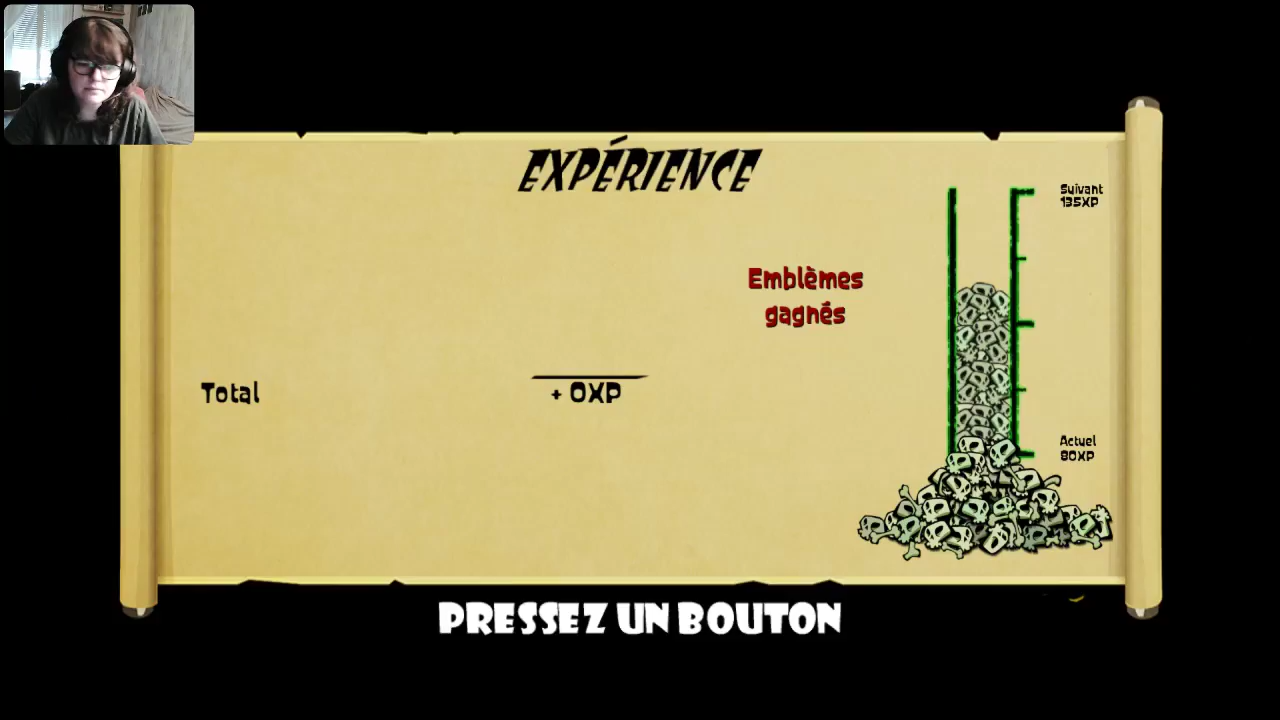 EXPÉRIENCE
Suivant
135XP
Emblèmes
gagnés
Total
+ 0XP
Actuel
80XP
PRESSEZ UN BOUTON